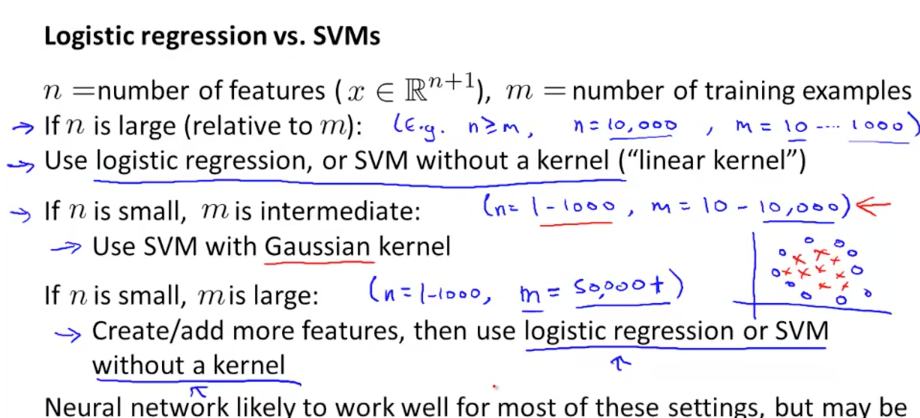 Logistic regression vs. SVMs
n =number of features (x ∈ ℝⁿ⁺¹), m = number of training examples
→ If n is large (relative to m): (E.g. n≥m, n=10,000, m=10 ... 1000)
→ Use logistic regression, or SVM without a kernel (“linear kernel”)
→ If n is small, m is intermediate: (n=1-1000, m=10-10,000) ←
→ Use SVM with Gaussian kernel
If n is small, m is large: (n=1-1000, m=50,000+)
→ Create/add more features, then use logistic regression or SVM
without a kernel
Neural network likely to work well for most of these settings, but may be